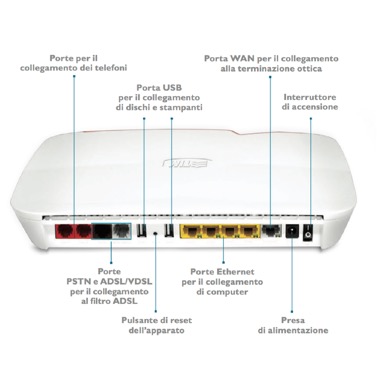 Porte per il
collegamento dei telefoni
Porta USB
per il collegamento
di dischi e stampanti
Porta WAN per il collegamento
alla terminazione ottica
Interruttore
di accensione
Porte
PSTN e ADSL/VDSL
per il collegamento
al filtro ADSL
Pulsante di reset
dell'apparato
Porte Ethernet
per il collegamento
di computer
Presa
di alimentazione